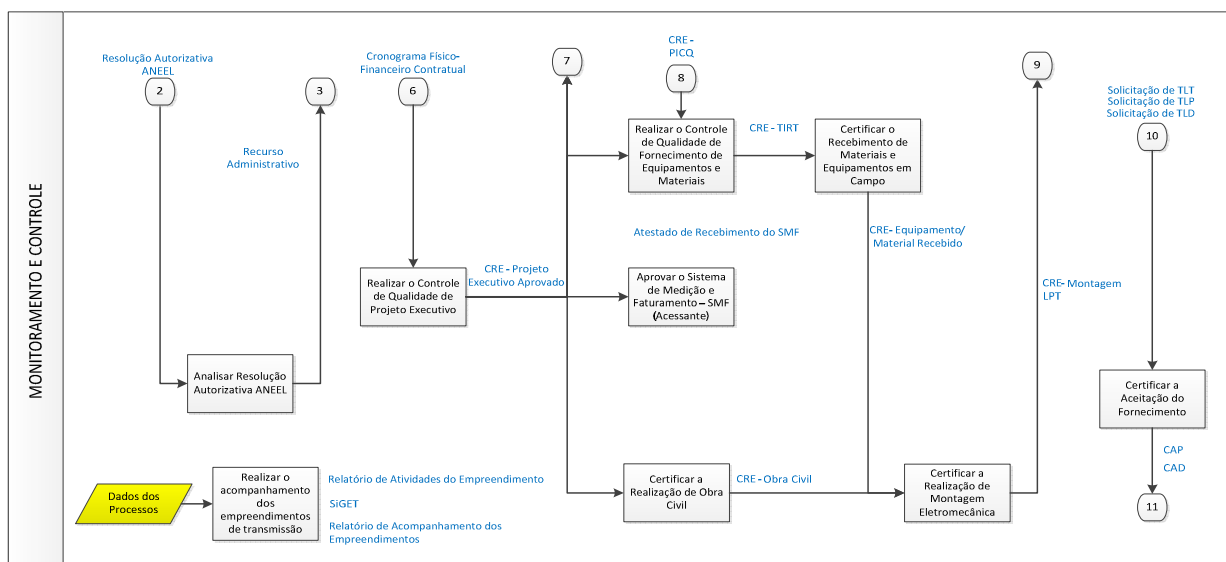 MONITORAMENTO E CONTROLE
Resolução Autorizativa
ANEEL
2
3
Recurso
Administrativo
Analisar Resolução
Autorizativa ANEEL
Cronograma Físico-
Financeiro Contratual
6
Realizar o Controle
de Qualidade de
Projeto Executivo
CRE - Projeto
Executivo Aprovado
7
CRE -
PICQ
8
Realizar o Controle
de Qualidade de
Fornecimento de
Equipamentos e
Materiais
CRE - TIRT
Certificar o
Recebimento de
Materiais e
Equipamentos em
Campo
Atestado de Recebimento do SMF
Aprovar o Sistema
de Medição e
Faturamento – SMF
(Acessante)
CRE- Equipamento/
Material Recebido
9
CRE- Montagem
LPT
Solicitação de TLT
Solicitação de TLP
Solicitação de TLD
10
Certificar a
Aceitação do
Fornecimento
CAP
CAD
11
Dados dos
Processos
Realizar o
acompanhamento
dos
empreendimentos
de transmissão
Relatório de Atividades do Empreendimento
SiGET
Relatório de Acompanhamento dos
Empreendimentos
Certificar a
Realização de Obra
Civil
CRE - Obra Civil
Certificar a
Realização de
Montagem
Eletromecânica